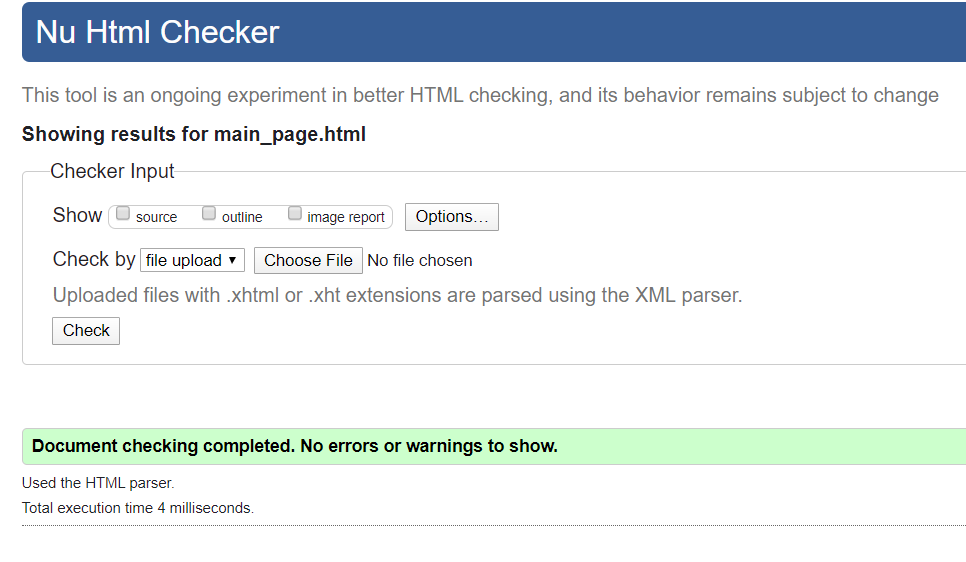 Nu Html Checker
This tool is an ongoing experiment in better HTML checking, and its behavior remains subject to change
Showing results for main_page.html
Checker Input
Show source outline image report Options...
Check by file upload Choose File No file chosen
Uploaded files with .xhtml or .xht extensions are parsed using the XML parser.
Check
Document checking completed. No errors or warnings to show.
Used the HTML parser.
Total execution time 4 milliseconds.